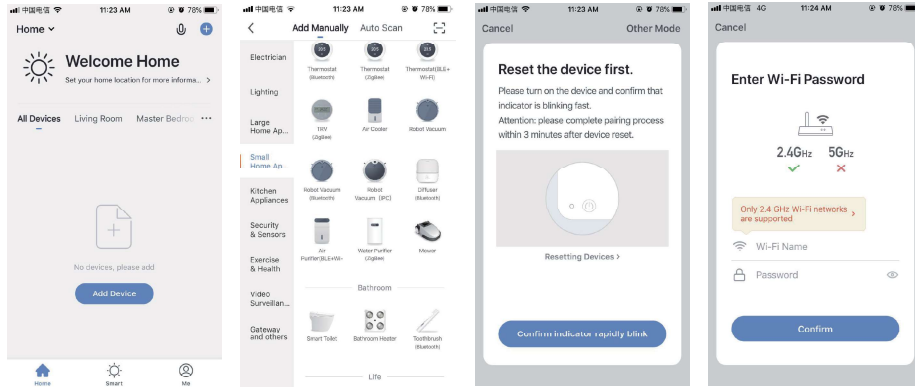 中国电信
11:23 AM
78%
Home
Welcome Home
Set your home location for more informa...
All Devices Living Room Master Bedroo
No devices, please add
Add Device
Home Smart Me
中国电信
11:23 AM
78%
Add Manually Auto Scan
Electrician
Lighting
Large
Home Ap...
Small
Home Ap...
Kitchen
Appliances
Security
& Sensors
Exercise
& Health
Video
Surveillan...
Gateway
and others
Thermostat
(Bluetooth)
Thermostat
(ZigBee)
Thermostat(BLE+
Wi-Fi)
TRV
(ZigBee)
Air Cooler
Robot Vacuum
Robot Vacuum
(Bluetooth)
Robot
Vacuum (IPC)
Diffuser
(Bluetooth)
Air
Purifier(BLE+Wi-
Water Purifier
(ZigBee)
Mower
Bathroom
Smart Toilet
Bathroom Heater
Toothbrush
(Bluetooth)
Life
中国电信
11:23 AM
78%
Cancel Other Mode
Reset the device first.
Please turn on the device and confirm that
indicator is blinking fast.
Attention: please complete pairing process
within 3 minutes after device reset.
Resetting Devices >
Confirm indicator rapidly blink
中国电信 4G
11:24 AM
78%
Cancel
Enter Wi-Fi Password
2.4GHz 5GHz
Only 2.4 GHz Wi-Fi networks
are supported
Wi-Fi Name
Password
Confirm